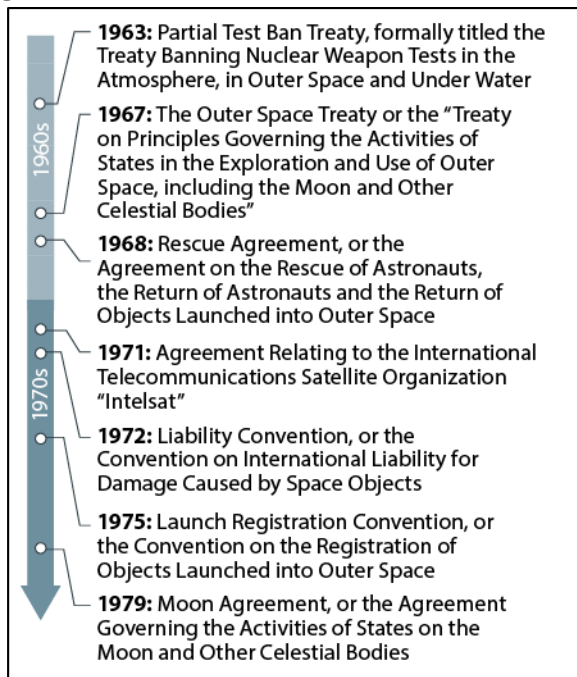 1963: Partial Test Ban Treaty, formally titled the
Treaty Banning Nuclear Weapon Tests in the
Atmosphere, in Outer Space and Under Water
1967: The Outer Space Treaty or the “Treaty
on Principles Governing the Activities of
States in the Exploration and Use of Outer
Space, including the Moon and Other
Celestial Bodies”
1960s
1968: Rescue Agreement, or the
Agreement on the Rescue of Astronauts,
the Return of Astronauts and the Return of
Objects Launched into Outer Space
1971: Agreement Relating to the International
Telecommunications Satellite Organization
“Intelsat”
1970s
1972: Liability Convention, or the
Convention on International Liability for
Damage Caused by Space Objects
1975: Launch Registration Convention, or
the Convention on the Registration of
Objects Launched into Outer Space
1979: Moon Agreement, or the Agreement
Governing the Activities of States on the
Moon and Other Celestial Bodies